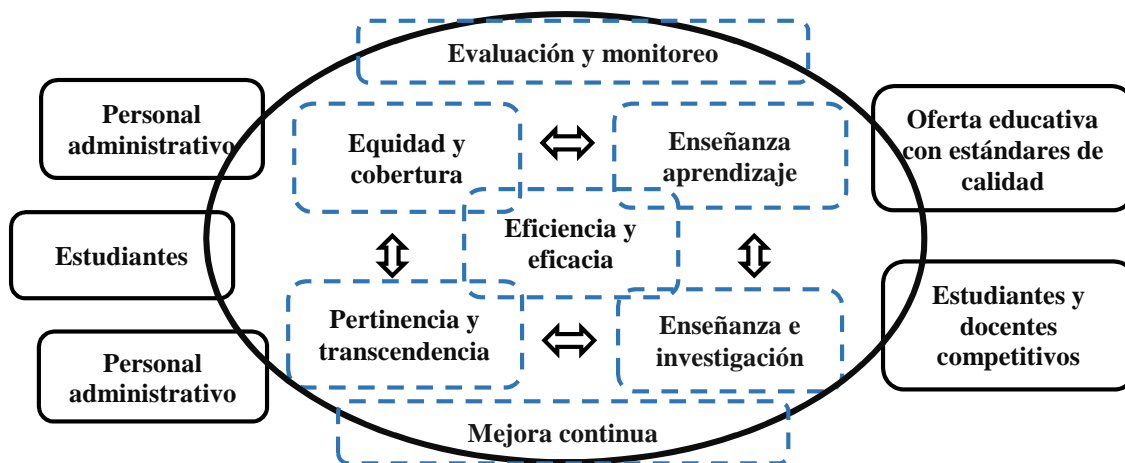 Evaluación y monitoreo
Personal
administrativo
Equidad y
cobertura
Enseñanza
aprendizaje
Oferta educativa
con estándares de
calidad
Estudiantes
Eficiencia y
eficacia
Pertinencia y
transcendencia
Enseñanza e
investigación
Estudiantes y
docentes
competitivos
Personal
administrativo
Mejora continua